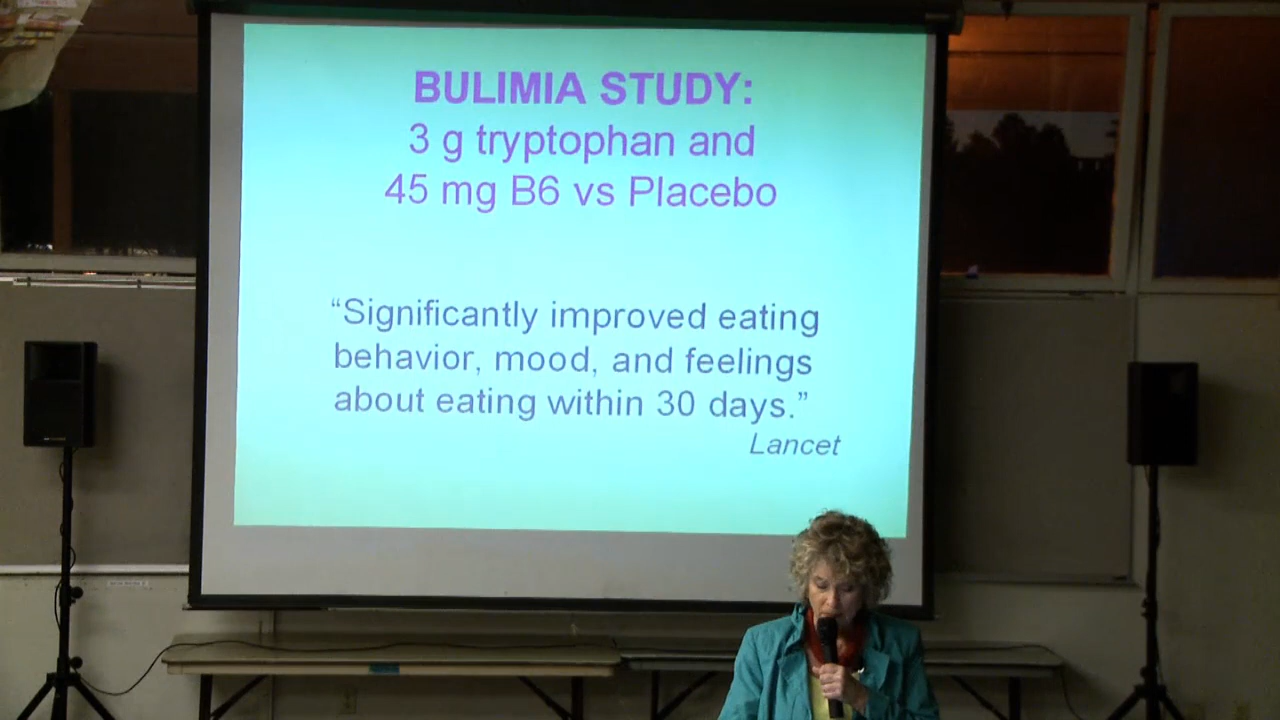 BULIMIA STUDY:
3 g tryptophan and
45 mg B6 vs Placebo
“Significantly improved eating
behavior, mood, and feelings
about eating within 30 days.”
Lancet